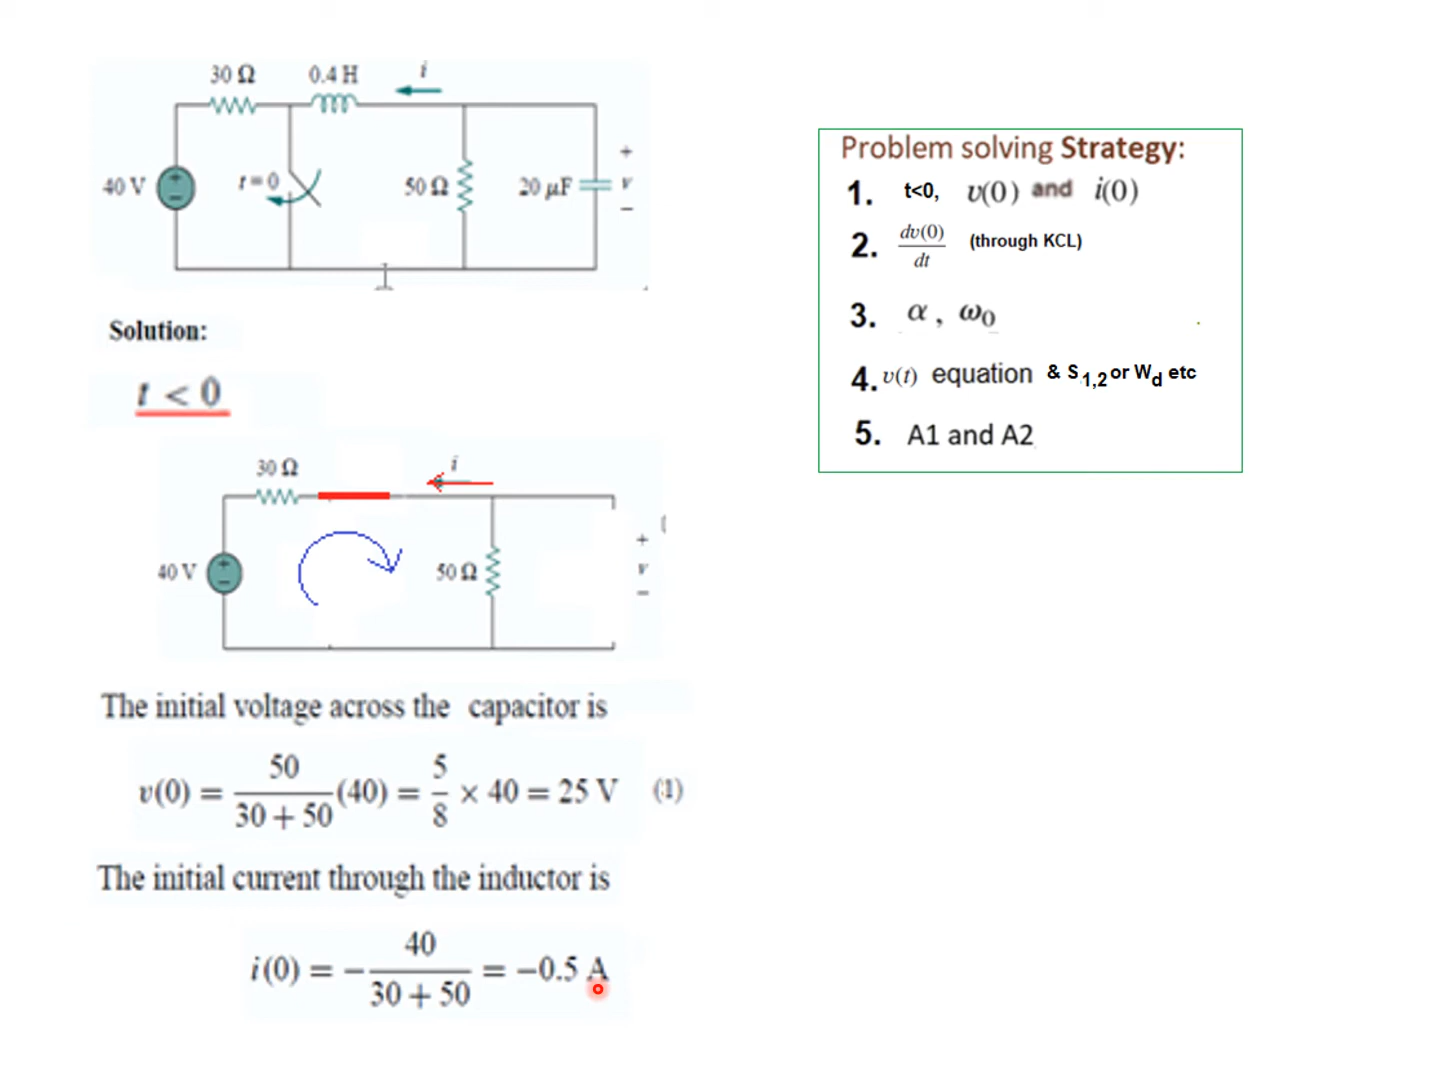 30 Ω 0.4 H i
40 V t=0 50 Ω 20 μF + v −
Solution:
t < 0
30 Ω i
40 V 50 Ω + v −
The initial voltage across the capacitor is
v(0) = 50/(30 + 50) (40) = 5/8 × 40 = 25 V (1)
The initial current through the inductor is
i(0) = − 40/(30 + 50) = −0.5 A
Problem solving Strategy:
1. t<0, v(0) and i(0)
2. dv(0)/dt (through KCL)
3. α , ω0
4. v(t) equation & S1,2 or Wd etc
5. A1 and A2